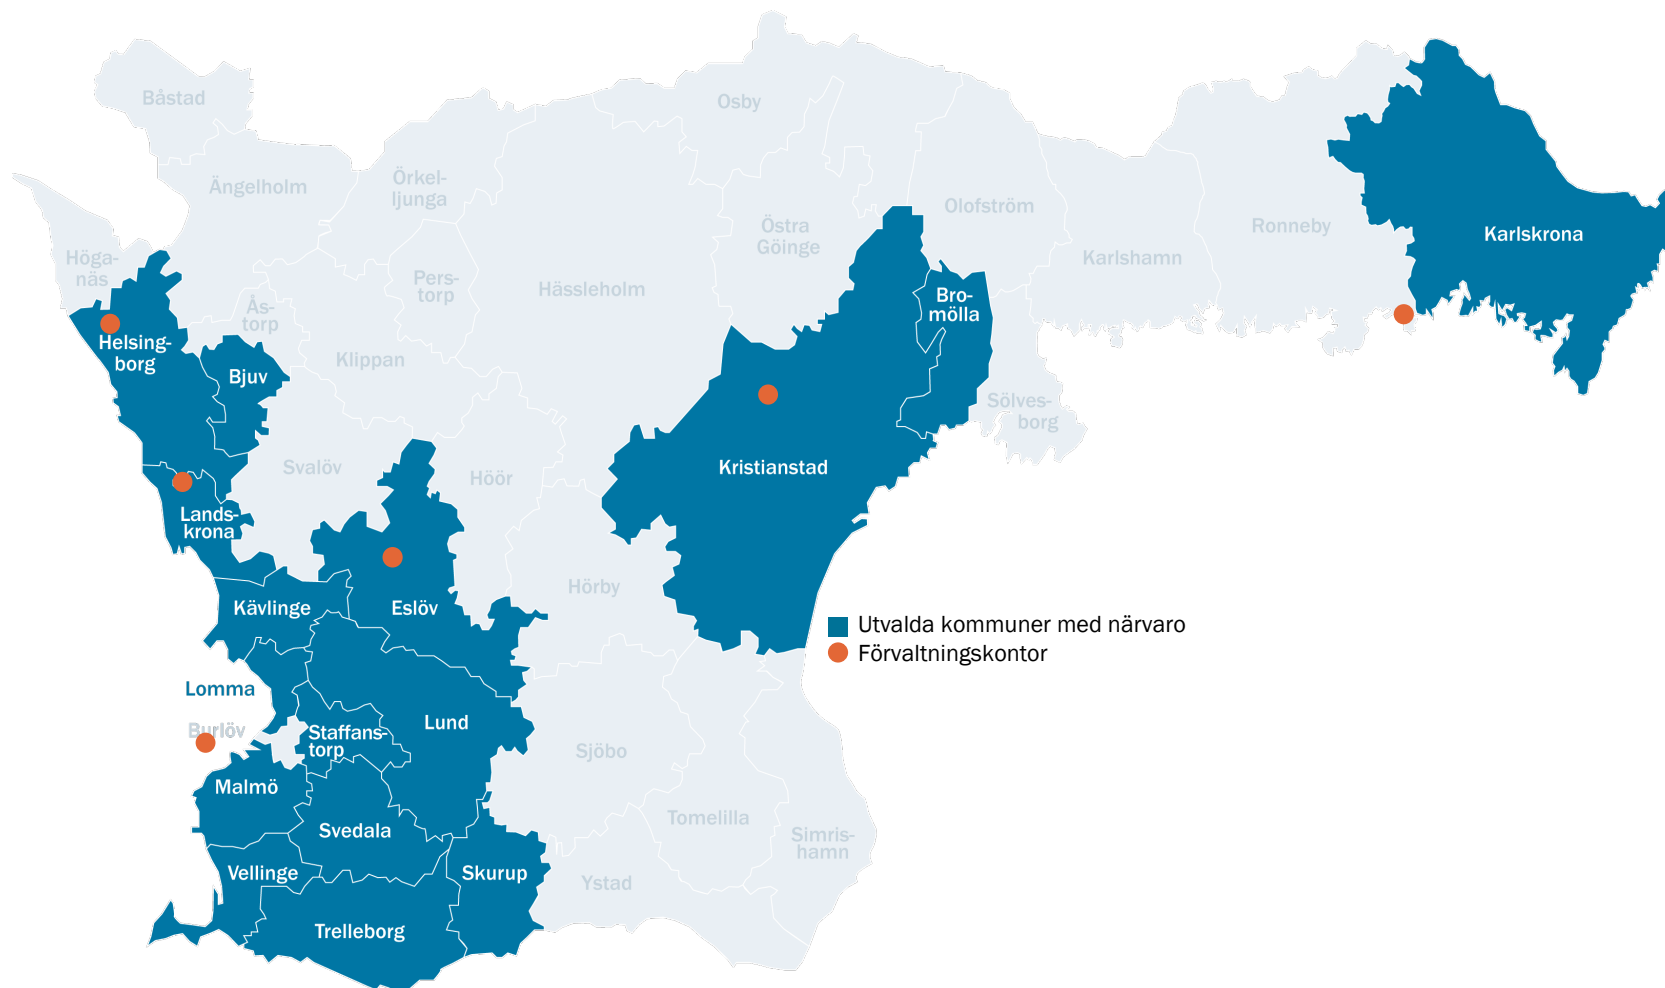 Båstad
Osby
Ängelholm
Örkel-
ljunga
Östra
Göinge
Olofström
Ronneby
Karlskrona
Höga-
näs
Karlshamn
Pers-
torp
Hässleholm
Bro-
mölla
Ås-
torp
Helsing-
borg
Klippan
Bjuv
Sölves-
borg
Svalöv
Höör
Kristianstad
Lands-
krona
Hörby
Kävlinge
Eslöv
Utvalda kommuner med närvaro
Förvaltningskontor
Lomma
Burlöv
Staffans-
torp
Lund
Sjöbo
Malmö
Svedala
Tomelilla
Simris-
hamn
Vellinge
Skurup
Ystad
Trelleborg